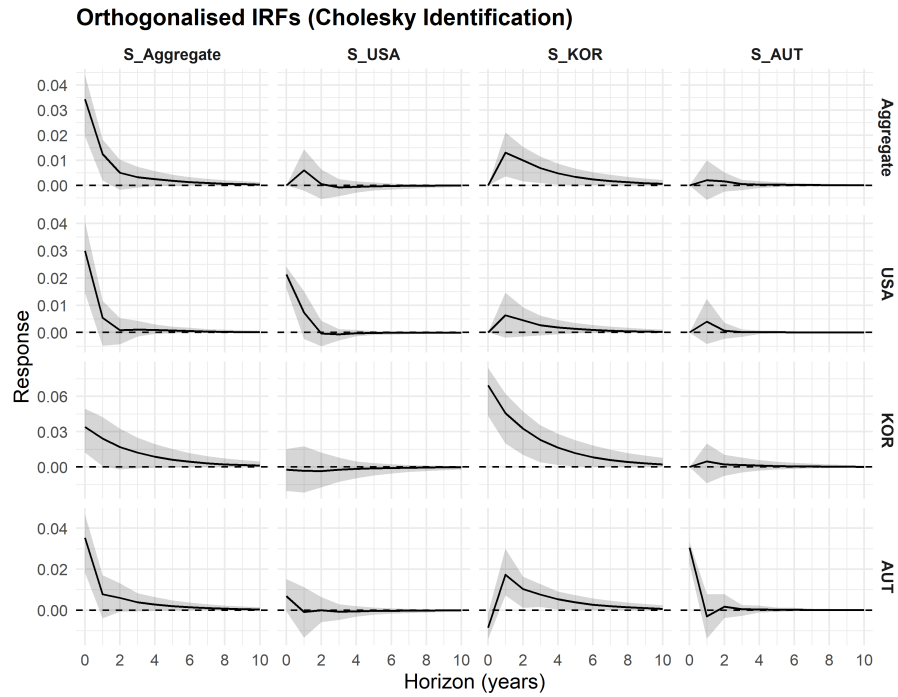 Orthogonalised IRFs (Cholesky Identification)
S_Aggregate S_USA S_KOR S_AUT
0.04
0.03
0.02
0.01
0.00
Aggregate
0.04
0.03
0.02
0.01
0.00
USA
Response
0.06
0.03
0.00
KOR
0.04
0.02
0.00
AUT
0 2 4 6 8 10 0 2 4 6 8 10 0 2 4 6 8 10 0 2 4 6 8 10
Horizon (years)